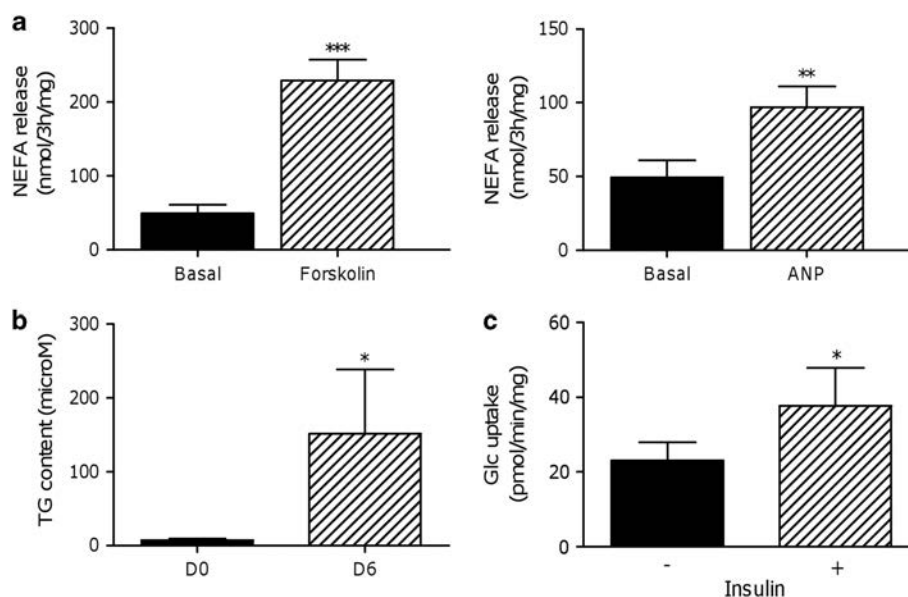 a
NEFA release
(nmol/3h/mg)
300
200
100
0
***
Basal
Forskolin
NEFA release
(nmol/3h/mg)
150
100
50
0
**
Basal
ANP
b
TG content (microM)
300
200
100
0
*
D0
D6
c
Glc uptake
(pmol/min/mg)
60
40
20
0
*
-
+
Insulin